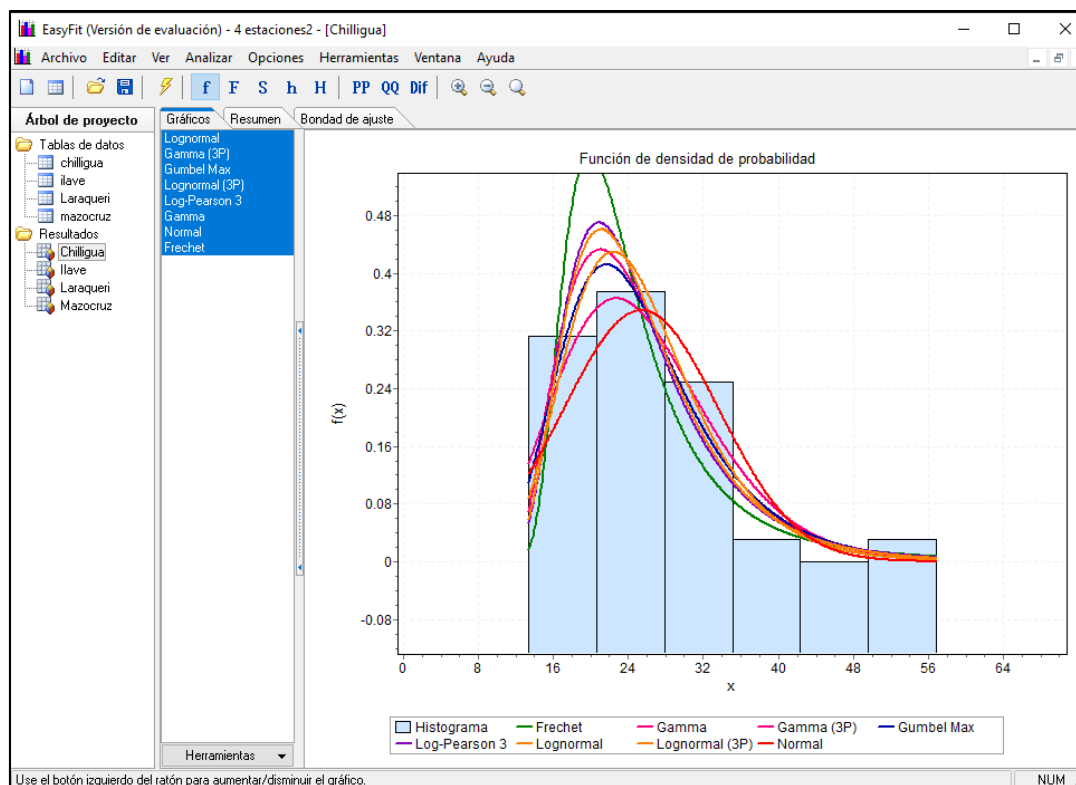 EasyFit (Versión de evaluación) - 4 estaciones2 - [Chilligua]
Archivo Editar Ver Analizar Opciones Herramientas Ventana Ayuda
f F S h H PP QQ Dif
Árbol de proyecto
Tablas de datos
chilligua
ilave
Laraqueri
mazocruz
Resultados
Chilligua
Ilave
Laraqueri
Mazocruz
Gráficos Resumen Bondad de ajuste
Lognormal
Gamma (3P)
Gumbel Max
Lognormal (3P)
Log-Pearson 3
Gamma
Normal
Frechet
Herramientas
Función de densidad de probabilidad
f(x)
0.48
0.4
0.32
0.24
0.16
0.08
0
-0.08
0 8 16 24 32 40 48 56 64
x
Histograma Frechet Gamma Gamma (3P) Gumbel Max
Log-Pearson 3 Lognormal Lognormal (3P) Normal
Use el botón izquierdo del ratón para aumentar/disminuir el gráfico.
NUM